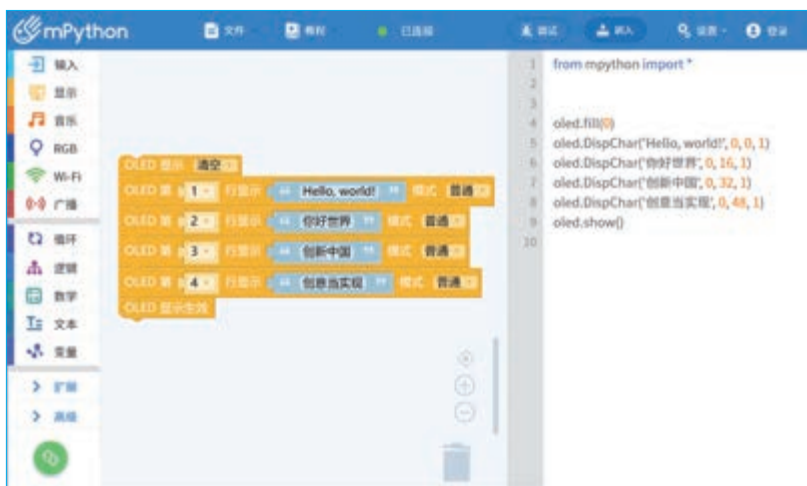 mPython
文件 教程 已连接 刷入 设置 登录
输入
显示
音乐
RGB
Wi-Fi
广播
循环
逻辑
数学
文本
变量
扩展
高级
OLED 显示 清空
OLED 第 1 行显示 “ Hello, world! ” 模式 普通
OLED 第 2 行显示 “ 你好世界 ” 模式 普通
OLED 第 3 行显示 “ 创新中国 ” 模式 普通
OLED 第 4 行显示 “ 创意当实现 ” 模式 普通
OLED 显示生效
1 from mpython import *
2
3
4 oled.fill(0)
5 oled.DispChar('Hello, world!', 0, 0, 1)
6 oled.DispChar('你好世界', 0, 16, 1)
7 oled.DispChar('创新中国', 0, 32, 1)
8 oled.DispChar('创意当实现', 0, 48, 1)
9 oled.show()
10